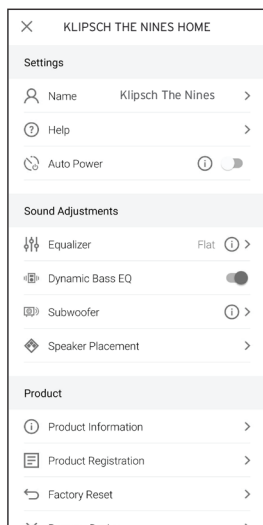 KLIPSCH THE NINES HOME
Settings
Name Klipsch The Nines
Help
Auto Power
Sound Adjustments
Equalizer Flat
Dynamic Bass EQ
Subwoofer
Speaker Placement
Product
Product Information
Product Registration
Factory Reset